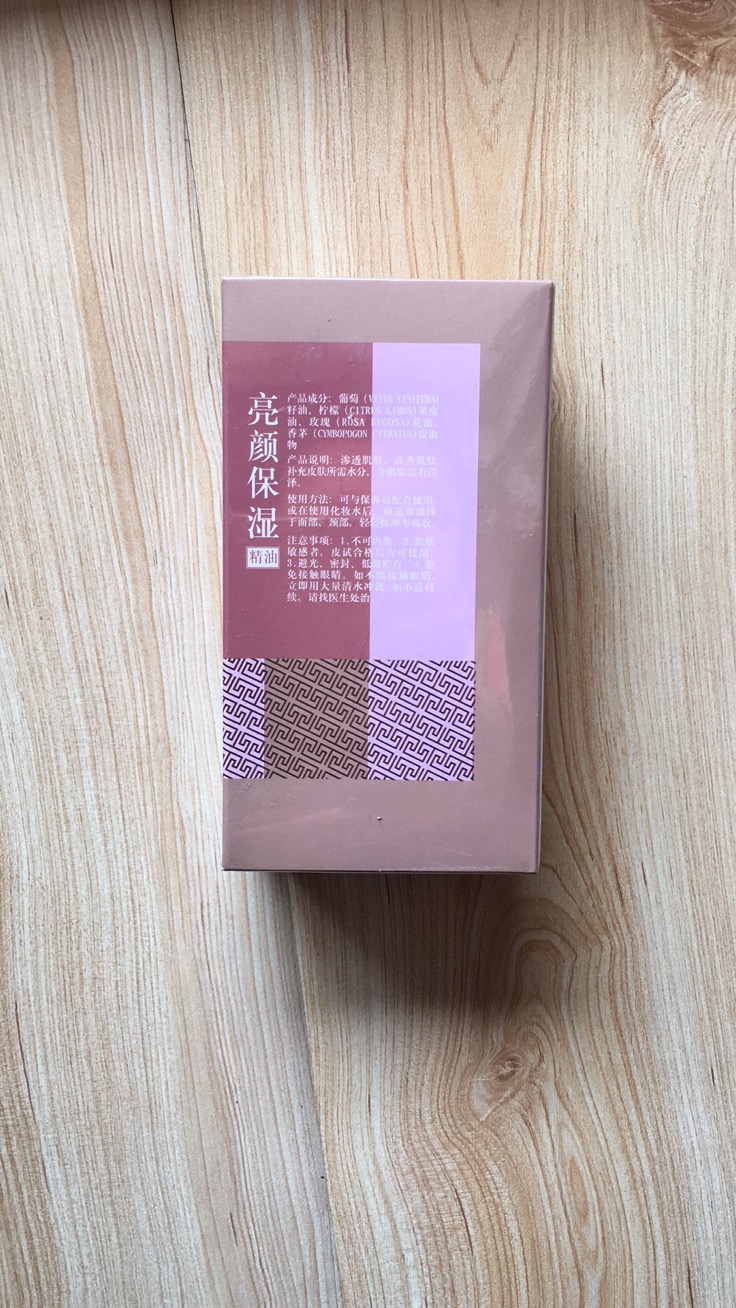 亮颜保湿
精油
产品成分：葡萄(VITIS VINIFERA)
籽油、柠檬(CITRUS LIMON)果皮
油、玫瑰(ROSA RUGOSA)花油、
香茅(CYMBOPOGON CITRATUS)提取
物
产品说明：渗透肌肤、改善肌肤，
补充皮肤所需水分，令肌肤富有光
泽。
使用方法：可与保养品配合使用，
或在使用化妆水后，取适量涂抹
于面部、颈部，轻轻按摩至吸收。
注意事项：1.不可内服；2.肌肤
敏感者，皮试合格后方可使用；
3.避光、密封、低温贮存。4.避
免接触眼睛。如不慎接触眼睛，
立即用大量清水冲洗，如不适持
续，请找医生处治